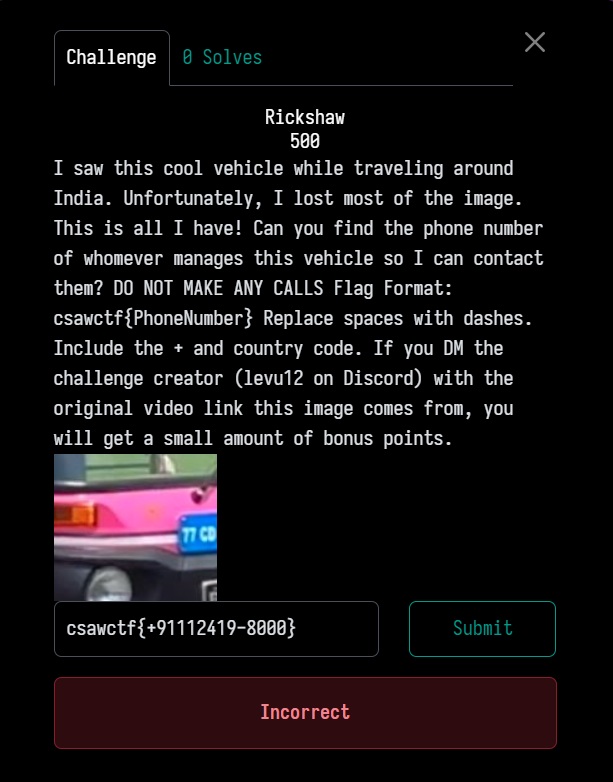 Challenge
0 Solves
Rickshaw
500
I saw this cool vehicle while traveling around
India. Unfortunately, I lost most of the image.
This is all I have! Can you find the phone number
of whomever manages this vehicle so I can contact
them? DO NOT MAKE ANY CALLS Flag Format:
csawctf{PhoneNumber} Replace spaces with dashes.
Include the + and country code. If you DM the
challenge creator (levu12 on Discord) with the
original video link this image comes from, you
will get a small amount of bonus points.
77 CD
csawctf{+91112419-8000}
Submit
Incorrect